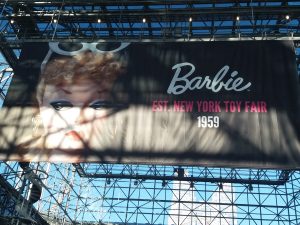 Barbie
EST. NEW YORK TOY FAIR
1959